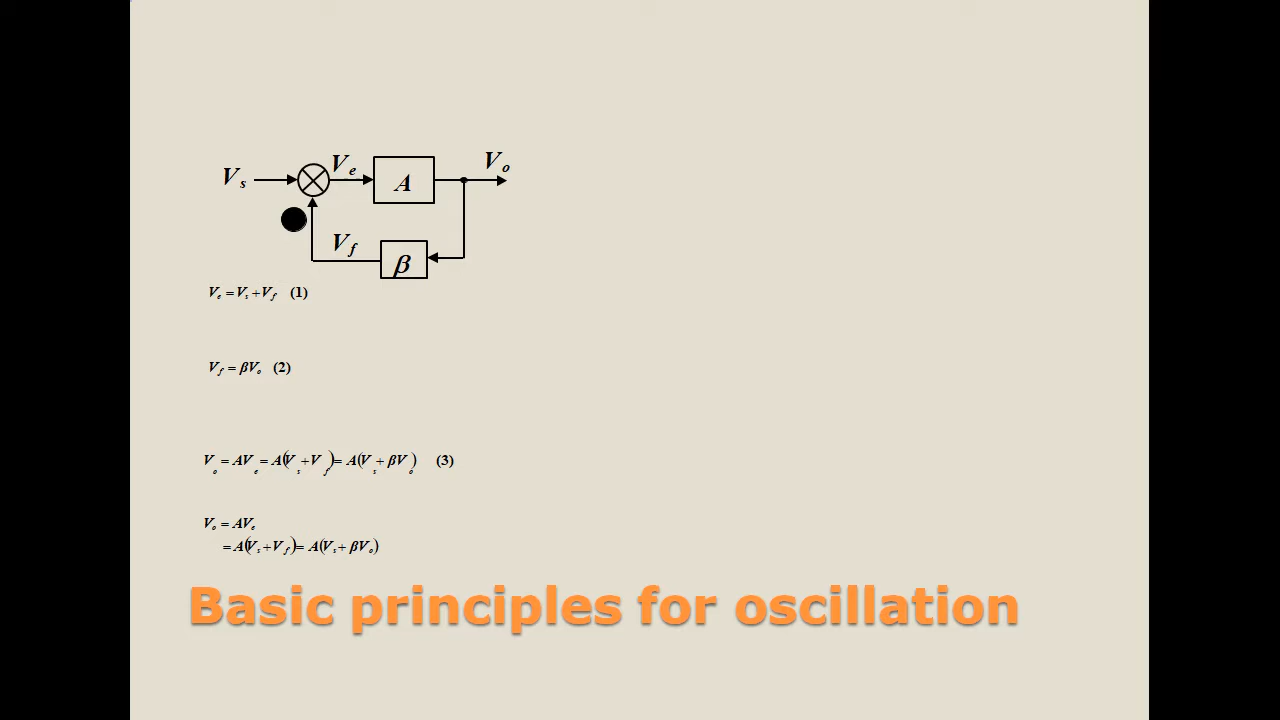 Vs Ve A Vo
Vf β
Ve = Vs + Vf (1)
Vf = βVo (2)
Vo = AVe = A(Vs + Vf) = A(Vs + βVo) (3)
Vo = AVe
= A(Vs + Vf) = A(Vs + βVo)
Basic principles for oscillation